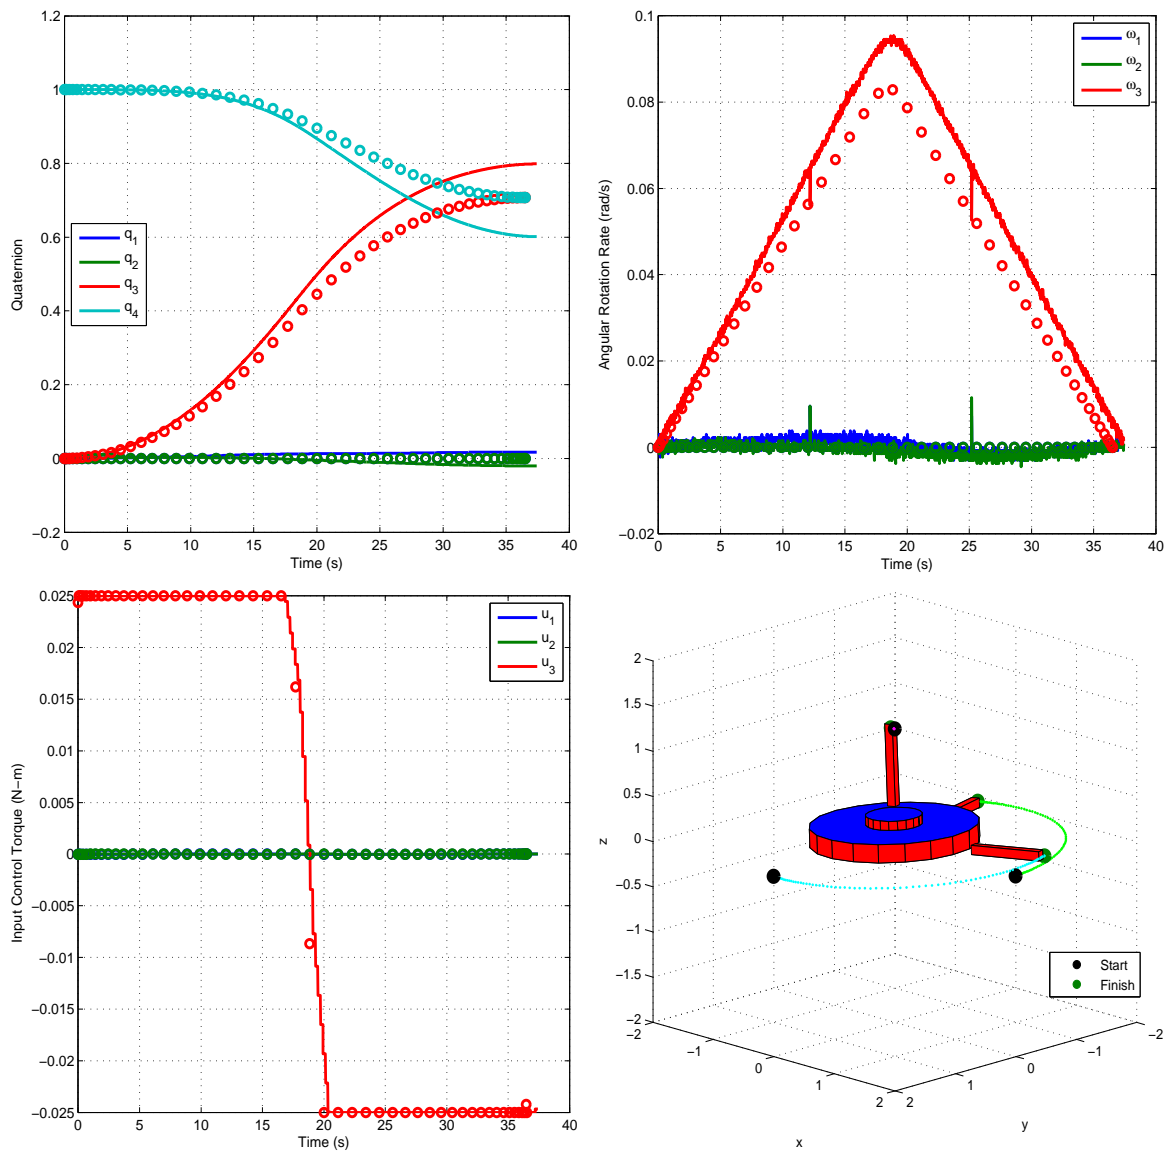 1.2
1
0.8
0.6
0.4
0.2
0
−0.2
0 5 10 15 20 25 30 35 40
Time (s)
Quaternion
q1
q2
q3
q4
0.1
0.08
0.06
0.04
0.02
0
−0.02
0 10 20 30 40
Time (s)
Angular Rotation Rate (rad/s)
ω1
ω2
ω3
0.025
0.02
0.015
0.01
0.005
0
−0.005
−0.01
−0.015
−0.02
−0.025
0 5 10 15 20 25 30 35 40
Time (s)
Input Control Torque (N−m)
u1
u2
u3
2
1.5
1
0.5
0
−0.5
−1
−1.5
−2
z
−2
−1
0
1
2
x
2
1
0
−1
−2
y
Start
Finish